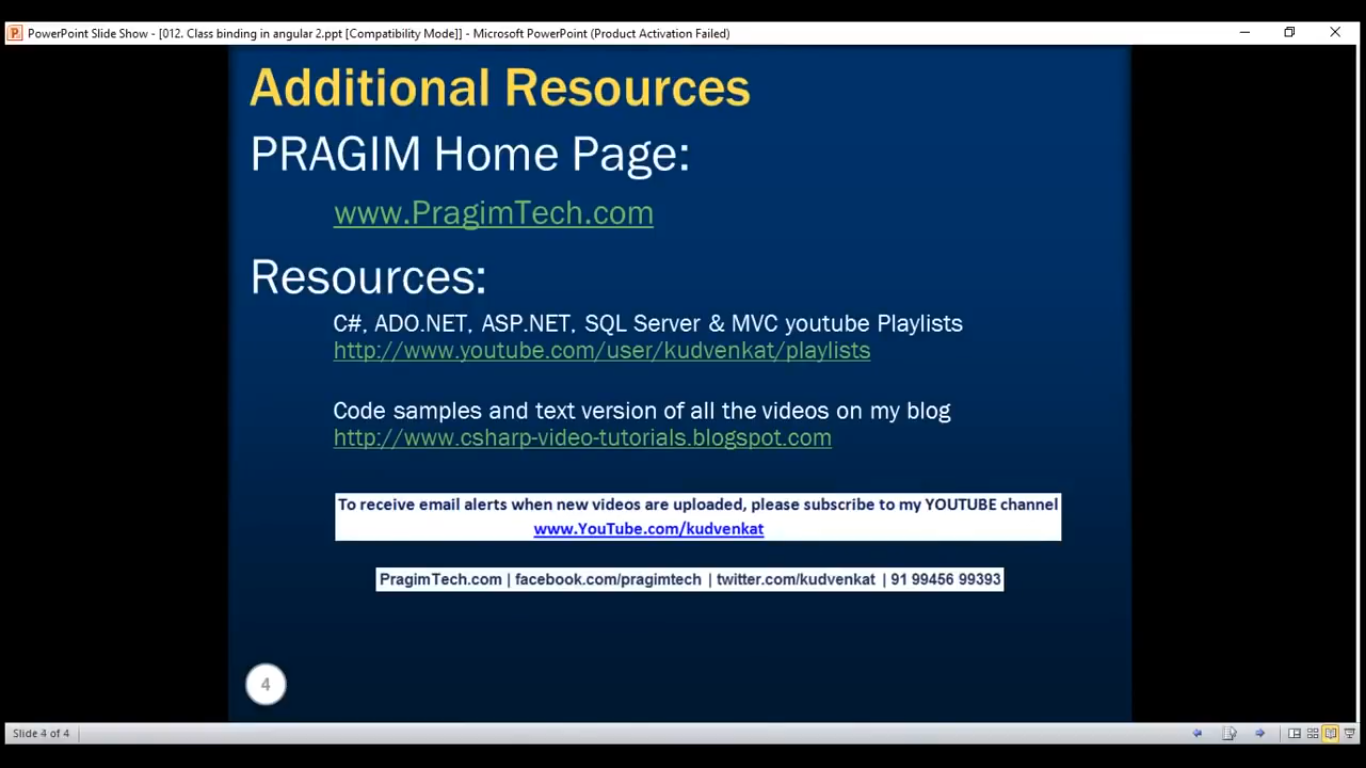 PowerPoint Slide Show - [012. Class binding in angular 2.ppt [Compatibility Mode]] - Microsoft PowerPoint (Product Activation Failed)
Additional Resources
PRAGIM Home Page:
www.PragimTech.com
Resources:
C#, ADO.NET, ASP.NET, SQL Server & MVC youtube Playlists
http://www.youtube.com/user/kudvenkat/playlists
Code samples and text version of all the videos on my blog
http://www.csharp-video-tutorials.blogspot.com
To receive email alerts when new videos are uploaded, please subscribe to my YOUTUBE channel
www.YouTube.com/kudvenkat
PragimTech.com | facebook.com/pragimtech | twitter.com/kudvenkat | 91 99456 99393
4
Slide 4 of 4